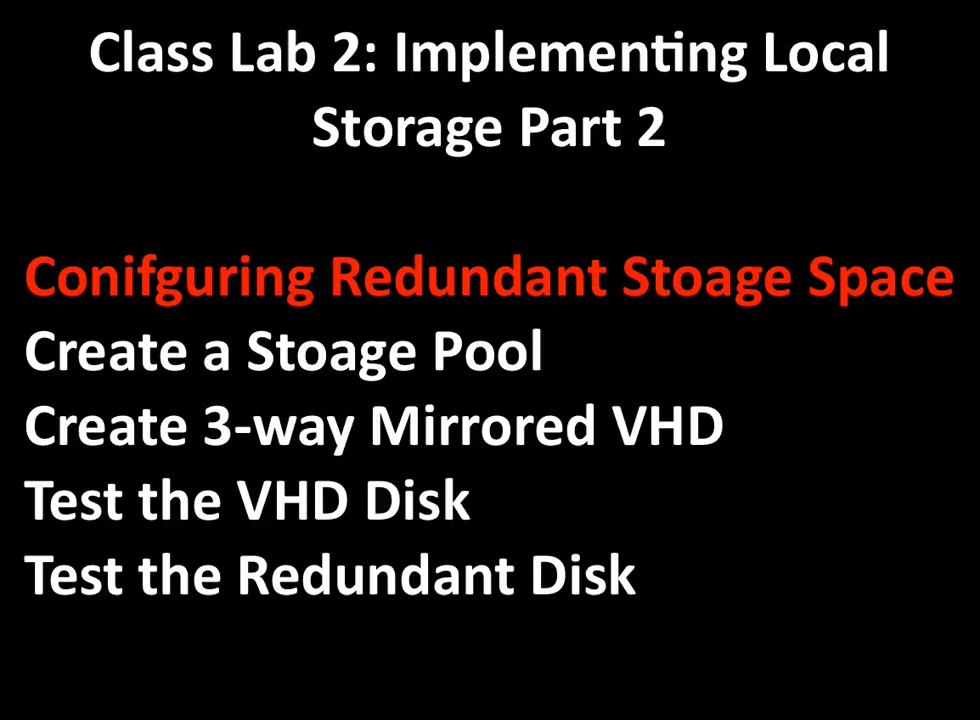 Class Lab 2: Implementing Local
Storage Part 2
Conifguring Redundant Stoage Space
Create a Stoage Pool
Create 3-way Mirrored VHD
Test the VHD Disk
Test the Redundant Disk